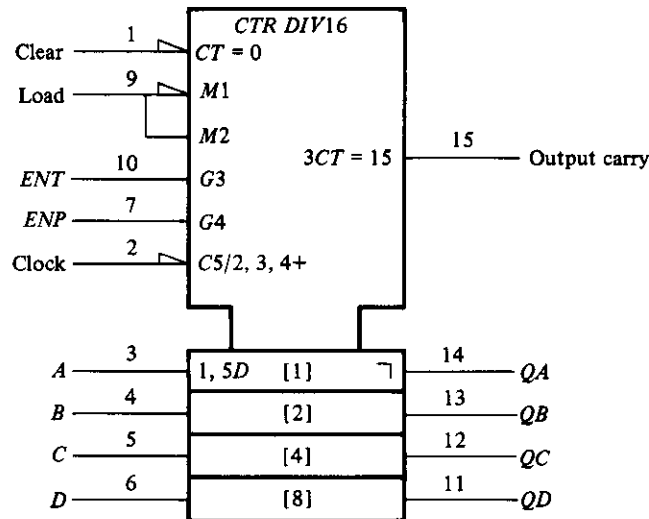 CTR DIV16
Clear 1 CT = 0
Load 9 M1
M2
3CT = 15 15 Output carry
ENT 10 G3
ENP 7 G4
Clock 2 C5/2, 3, 4+
A 3 1, 5D [1] ¬ 14 QA
B 4 [2] 13 QB
C 5 [4] 12 QC
D 6 [8] 11 QD